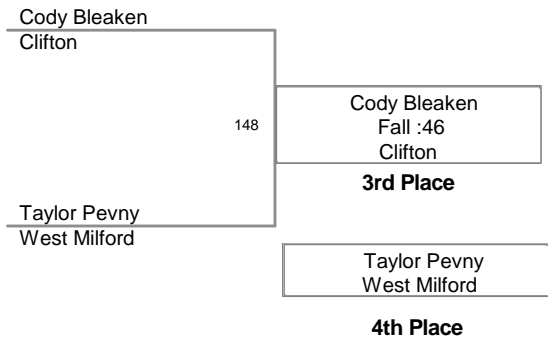 Cody Bleaken
Clifton
148
Cody Bleaken
Fall :46
Clifton
3rd Place
Taylor Pevny
West Milford
Taylor Pevny
West Milford
4th Place